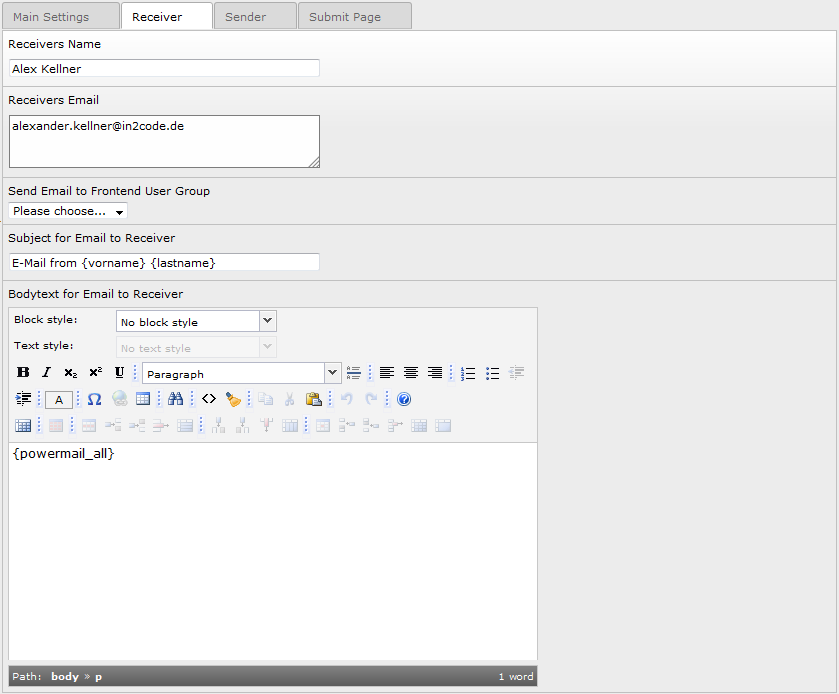 Main Settings Receiver Sender Submit Page
Receivers Name
Alex Kellner
Receivers Email
alexander.kellner@in2code.de
Send Email to Frontend User Group
Please choose...
Subject for Email to Receiver
E-Mail from {vorname} {lastname}
Bodytext for Email to Receiver
Block style: No block style
Text style: No text style
B I x₂ x² U Paragraph
A Ω <> ?
{powermail_all}
Path: body » p 1 word